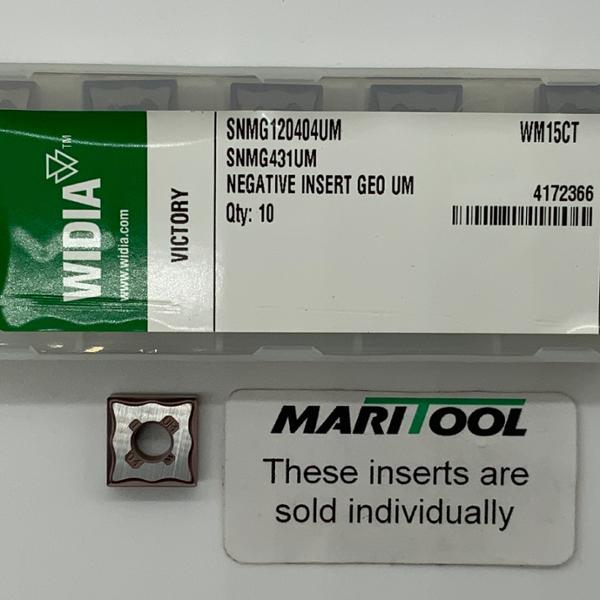 WIDIA™
www.widia.com
VICTORY
SNMG120404UM
WM15CT
SNMG431UM
NEGATIVE INSERT GEO UM
4172366
Qty: 10
MARITOOL
These inserts are
sold individually